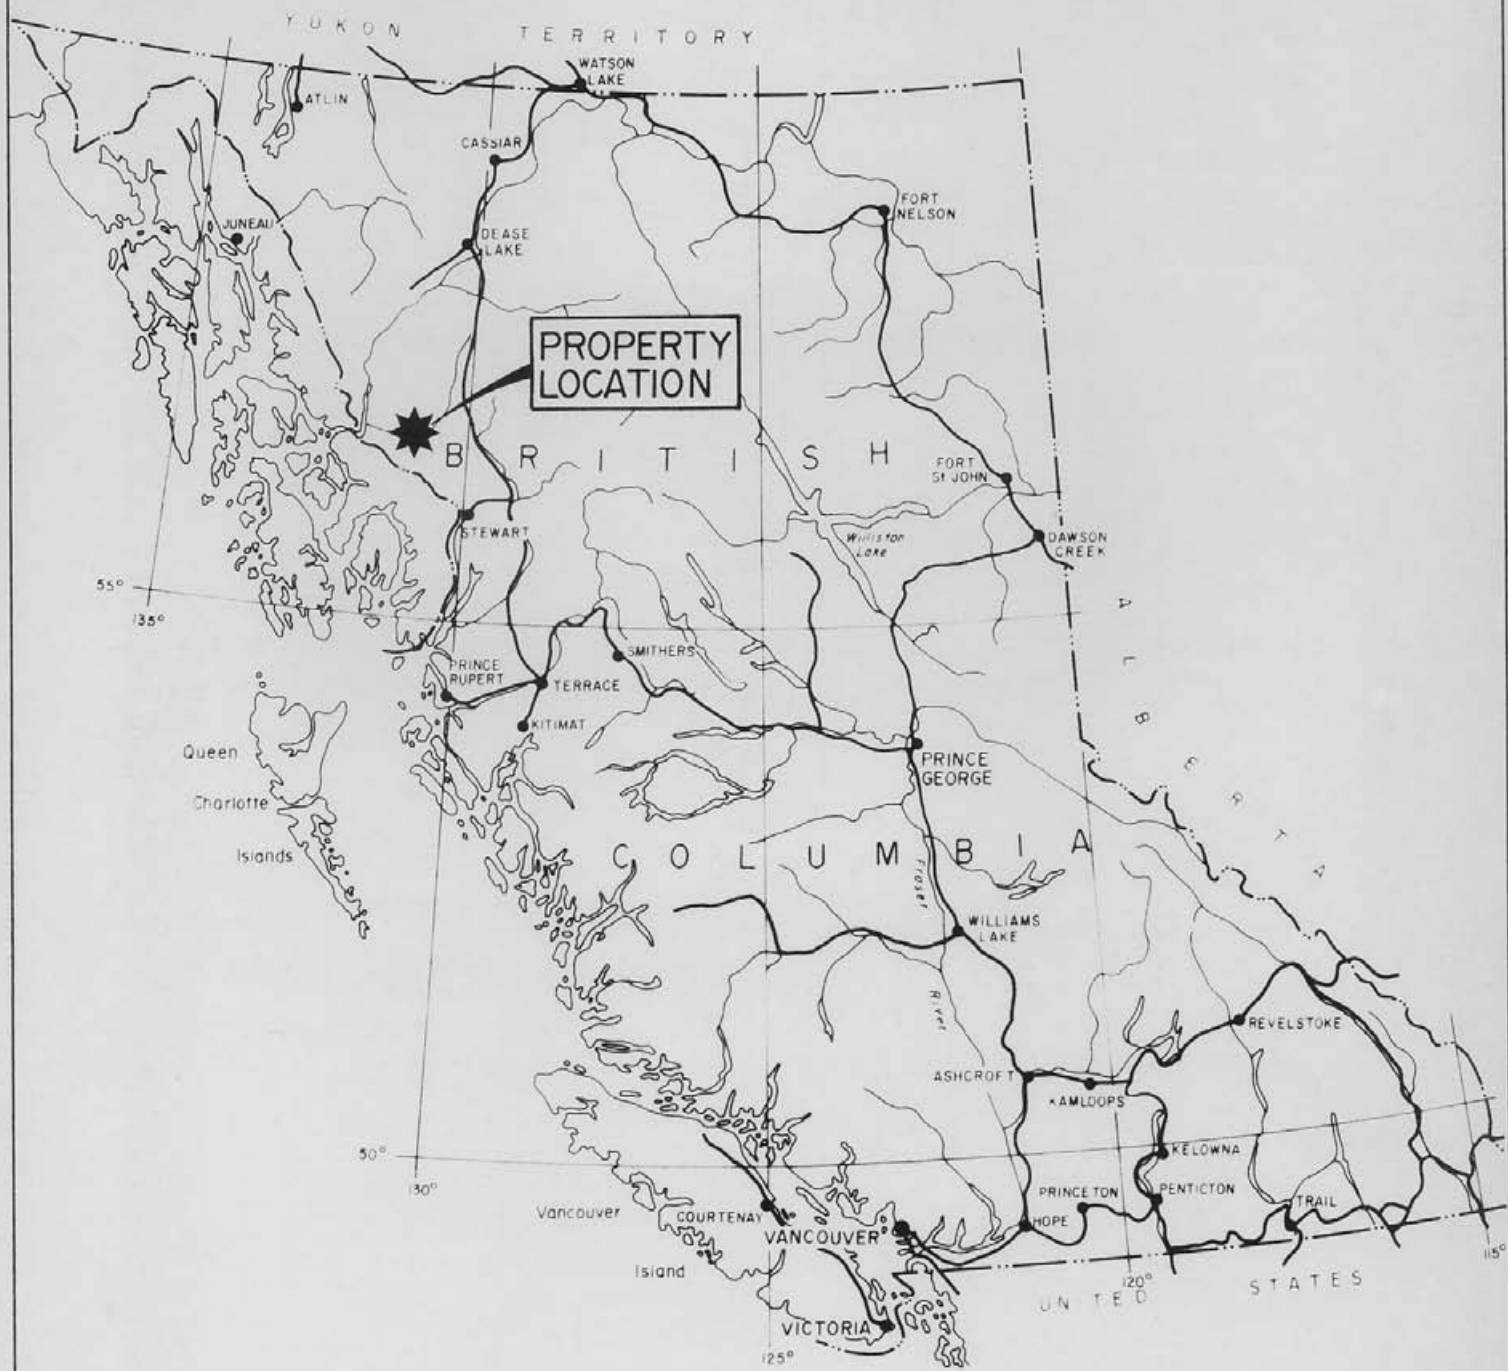 YUKON TERRITORY
WATSON
LAKE
ATLIN
CASSIAR
FORT
NELSON
JUNEAU
DEASE
LAKE
PROPERTY
LOCATION
BRITISH
FORT
St JOHN
STEWART
Williston
Lake
DAWSON
CREEK
55°
135°
ALBERTA
SMITHERS
PRINCE
RUPERT
TERRACE
KITIMAT
Queen
Charlotte
Islands
PRINCE
GEORGE
COLUMBIA
Fraser
River
WILLIAMS
LAKE
REVELSTOKE
ASHCROFT
KAMLOOPS
50°
130°
KELOWNA
PRINCETON
PENTICTON
TRAIL
HOPE
Vancouver
Island
COURTENAY
VANCOUVER
115°
120°
UNITED STATES
VICTORIA
125°